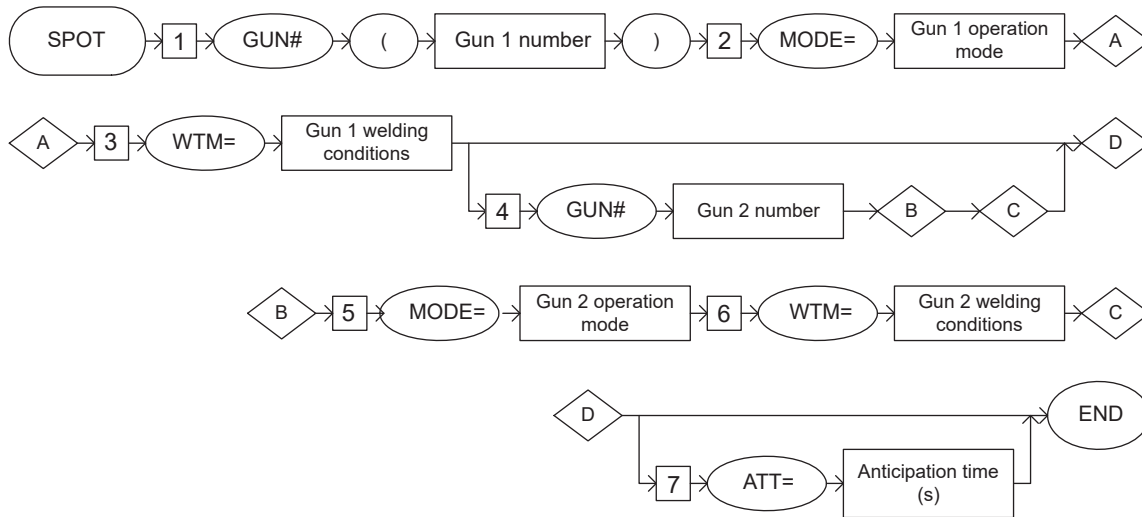 SPOT 1 GUN# ( Gun 1 number ) 2 MODE= Gun 1 operation
mode A
A 3 WTM= Gun 1 welding
conditions D
4 GUN# Gun 2 number B C
B 5 MODE= Gun 2 operation
mode 6 WTM= Gun 2 welding
conditions C
D END
7 ATT= Anticipation time
(s)